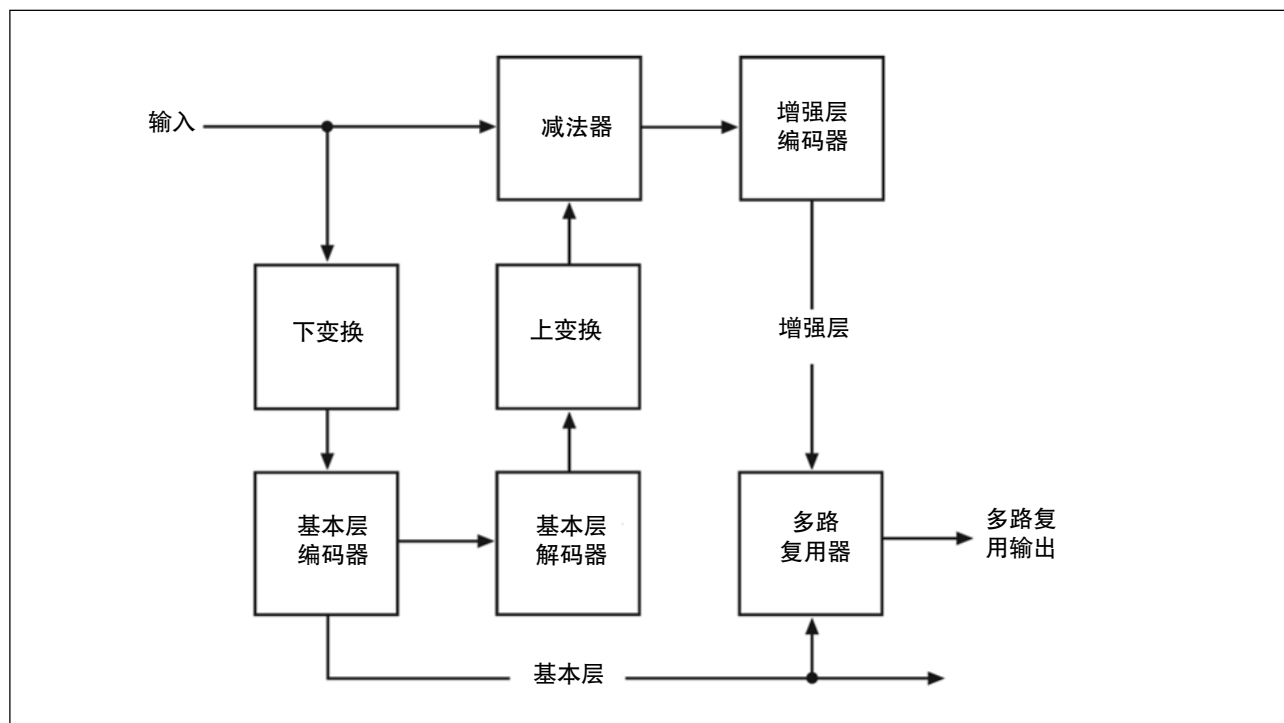 输入
减法器
增强层
编码器
下变换
上变换
增强层
基本层
编码器
基本层
解码器
多路
复用器
多路复
用输出
基本层